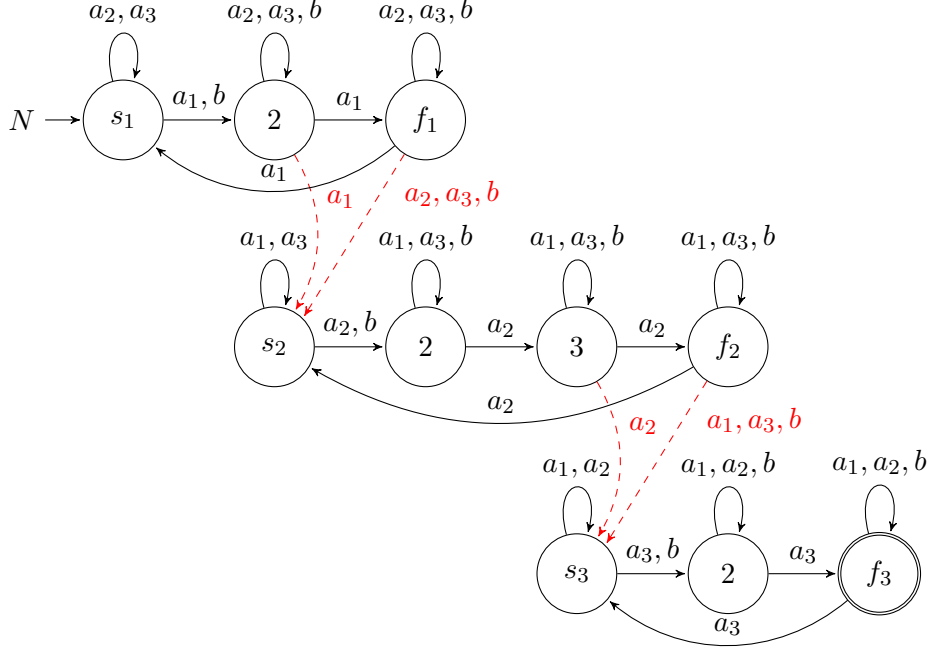 a₂, a₃ a₂, a₃, b a₂, a₃, b
N s₁ a₁, b 2 a₁ f₁
a₁
a₁ a₂, a₃, b
a₁, a₃ a₁, a₃, b a₁, a₃, b a₁, a₃, b
s₂ a₂, b 2 a₂ 3 a₂ f₂
a₂
a₂ a₁, a₃, b
a₁, a₂ a₁, a₂, b a₁, a₂, b
s₃ a₃, b 2 a₃ f₃
a₃